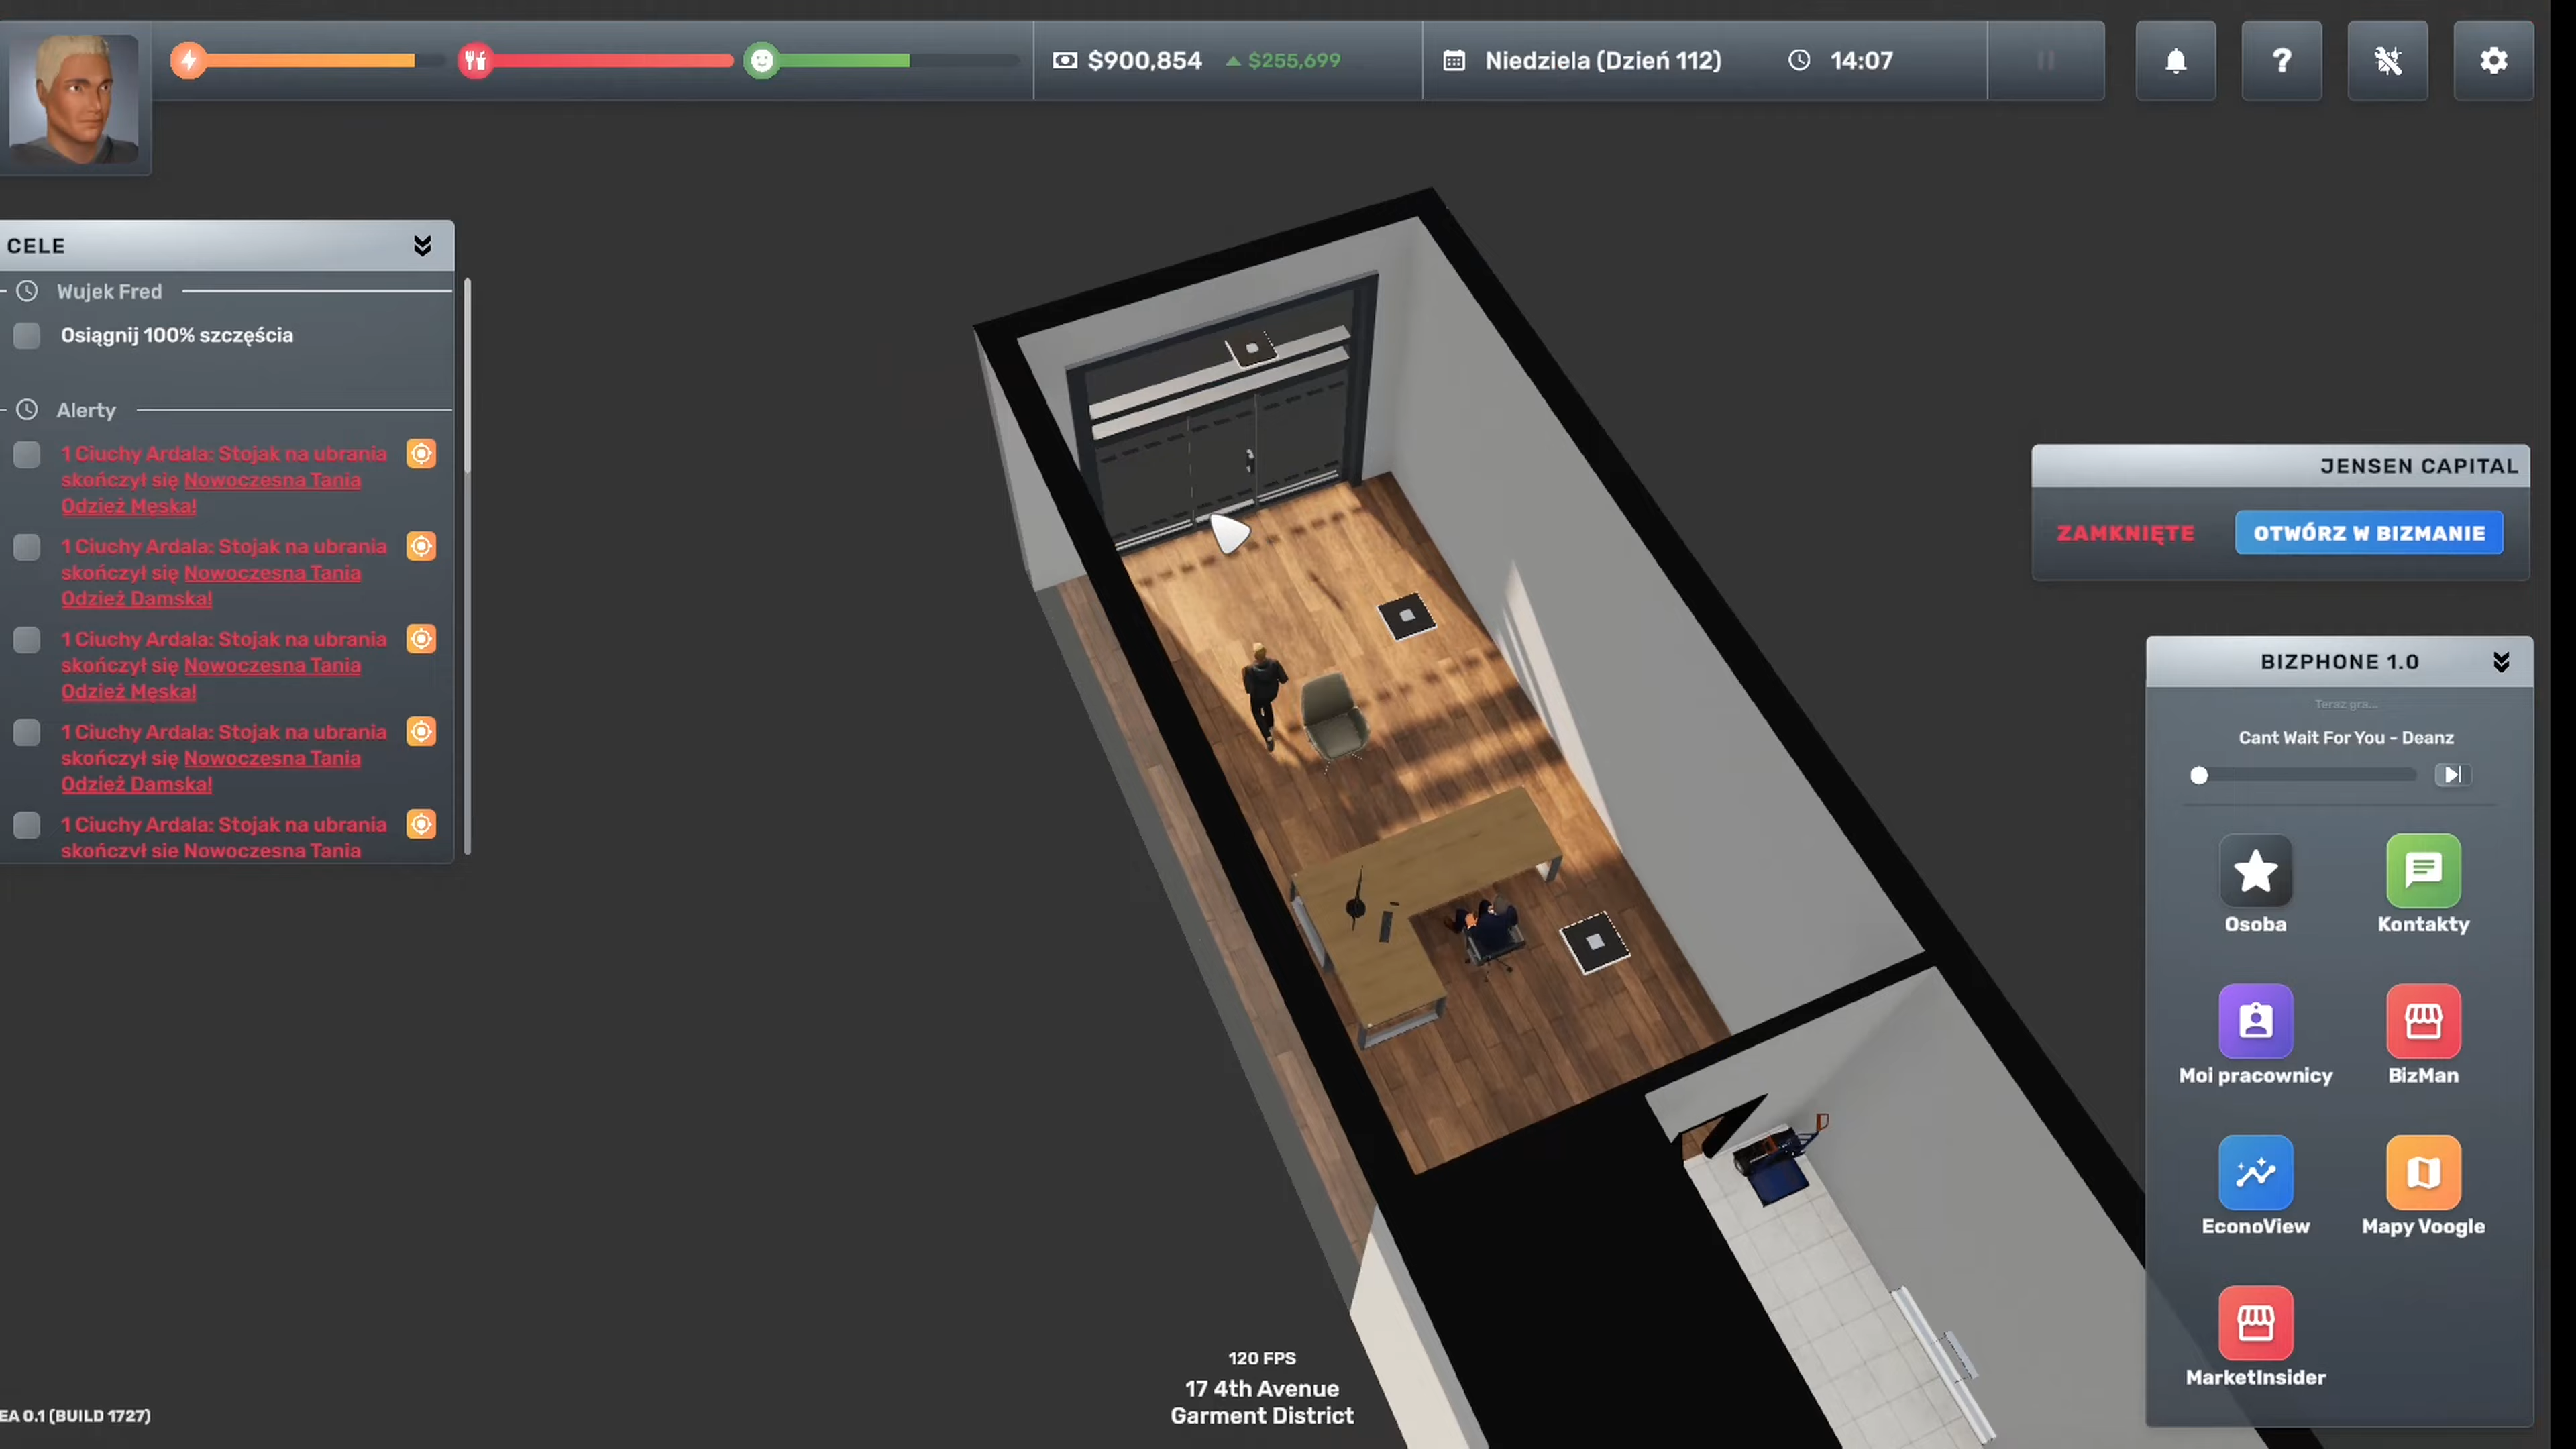 $900,854 $255,699 Niedziela (Dzień 112) 14:07
CELE
Wujek Fred
Osiągnij 100% szczęścia
Alerty
1 Ciuchy Ardala: Stojak na ubrania
skończył się Nowoczesna Tania
Odzież Męska!
1 Ciuchy Ardala: Stojak na ubrania
skończył się Nowoczesna Tania
Odzież Damska!
1 Ciuchy Ardala: Stojak na ubrania
skończył się Nowoczesna Tania
Odzież Męska!
1 Ciuchy Ardala: Stojak na ubrania
skończył się Nowoczesna Tania
Odzież Damska!
1 Ciuchy Ardala: Stojak na ubrania
skończył się Nowoczesna Tania
JENSEN CAPITAL
ZAMKNIĘTE OTWÓRZ W BIZMANIE
BIZPHONE 1.0
Teraz gra...
Cant Wait For You - Deanz
Osoba Kontakty
Moi pracownicy BizMan
EconoView Mapy Voogle
MarketInsider
120 FPS
17 4th Avenue
Garment District
EA 0.1 (BUILD 1727)